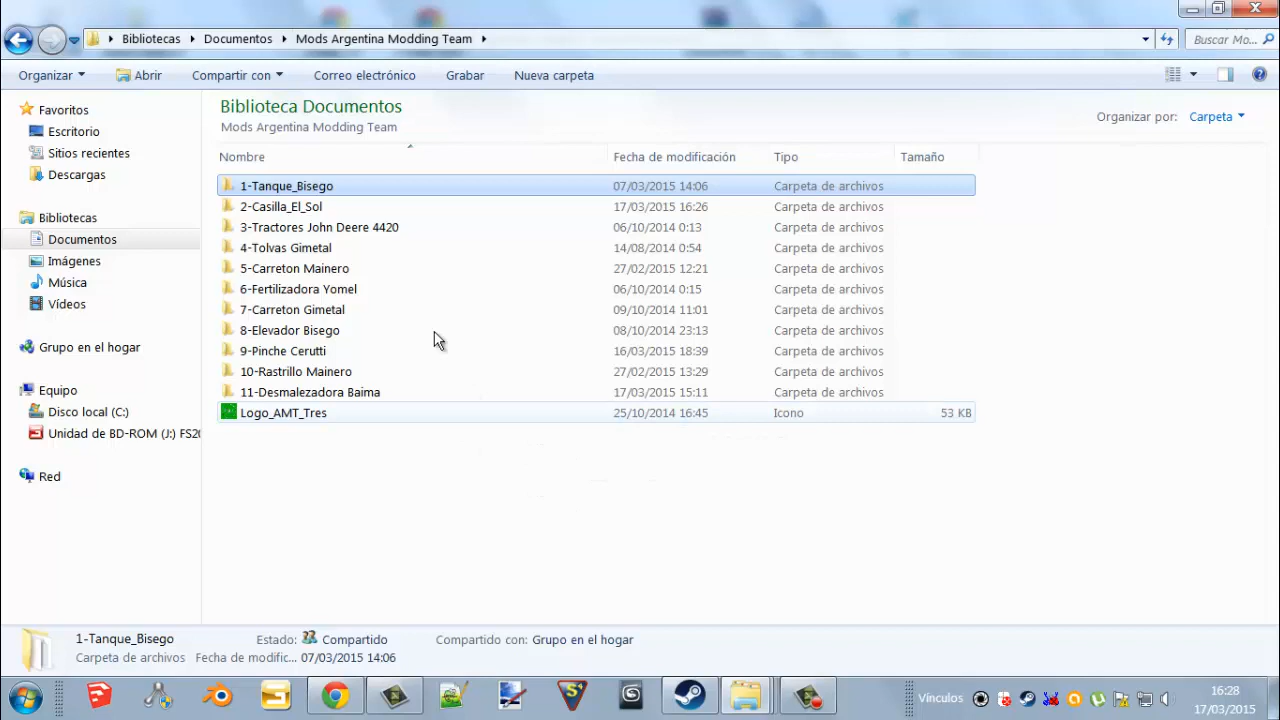 Bibliotecas Documentos Mods Argentina Modding Team Buscar Mo...
Organizar Abrir Compartir con Correo electrónico Grabar Nueva carpeta
Favoritos
Escritorio
Sitios recientes
Descargas
Bibliotecas
Documentos
Imágenes
Música
Vídeos
Grupo en el hogar
Equipo
Disco local (C:)
Unidad de BD-ROM (J:) FS20
Red
Biblioteca Documentos
Mods Argentina Modding Team
Organizar por: Carpeta
Nombre Fecha de modificación Tipo Tamaño
1-Tanque_Bisego 07/03/2015 14:06 Carpeta de archivos
2-Casilla_El_Sol 17/03/2015 16:26 Carpeta de archivos
3-Tractores John Deere 4420 06/10/2014 0:13 Carpeta de archivos
4-Tolvas Gimetal 14/08/2014 0:54 Carpeta de archivos
5-Carreton Mainero 27/02/2015 12:21 Carpeta de archivos
6-Fertilizadora Yomel 06/10/2014 0:15 Carpeta de archivos
7-Carreton Gimetal 09/10/2014 11:01 Carpeta de archivos
8-Elevador Bisego 08/10/2014 23:13 Carpeta de archivos
9-Pinche Cerutti 16/03/2015 18:39 Carpeta de archivos
10-Rastrillo Mainero 27/02/2015 13:29 Carpeta de archivos
11-Desmalezadora Baima 17/03/2015 15:11 Carpeta de archivos
Logo_AMT_Tres 25/10/2014 16:45 Icono 53 KB
1-Tanque_Bisego Estado: Compartido Compartido con: Grupo en el hogar
Carpeta de archivos Fecha de modific... 07/03/2015 14:06
Vínculos
16:28
17/03/2015